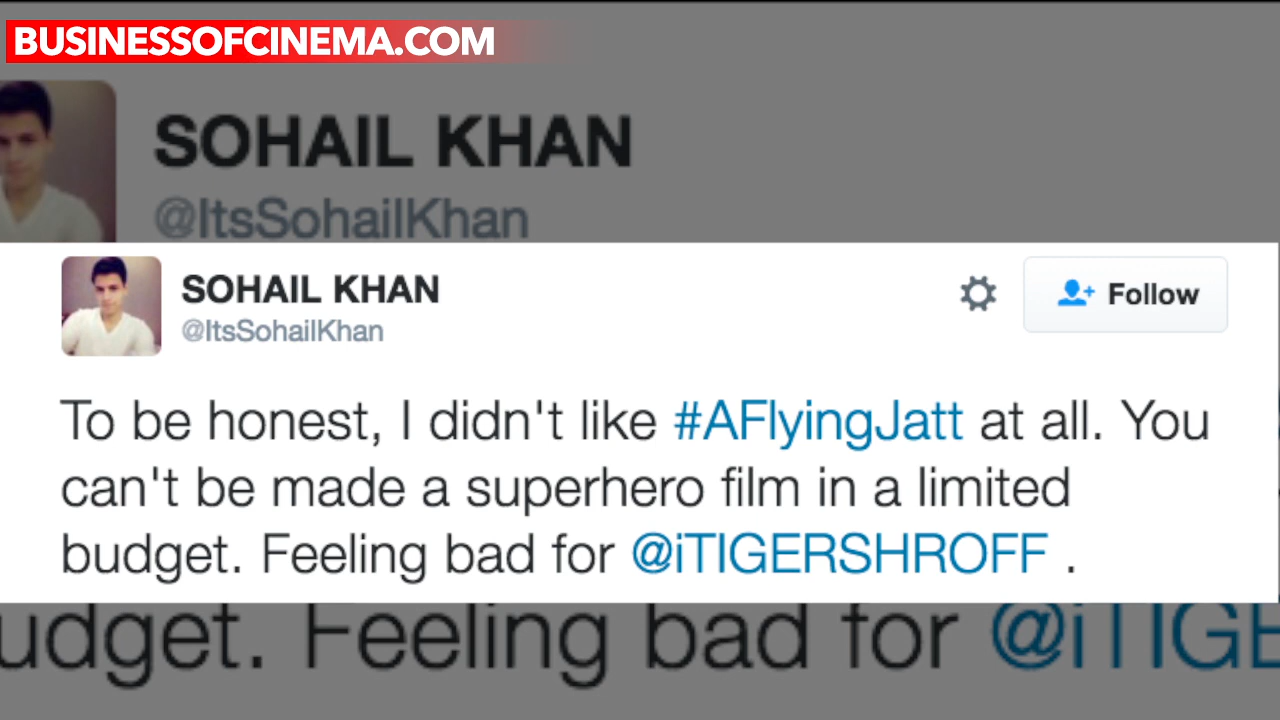 BUSINESSOFCINEMA.COM
SOHAIL KHAN
@ItsSohailKhan
SOHAIL KHAN
@ItsSohailKhan
Follow
To be honest, I didn't like #AFlyingJatt at all. You
can't be made a superhero film in a limited
budget. Feeling bad for @iTIGERSHROFF .
udget. Feeling bad for @iTIGE